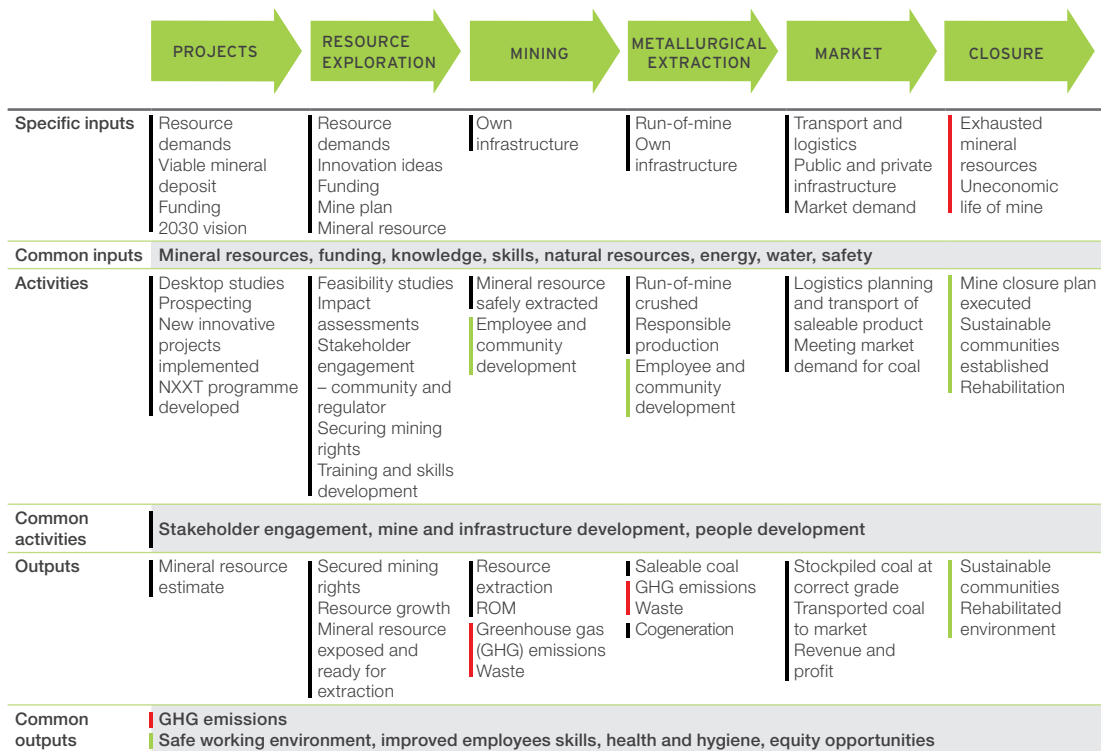 PROJECTS
RESOURCE
EXPLORATION
MINING
METALLURGICAL
EXTRACTION
MARKET
CLOSURE
Specific inputs
Resource
demands
Viable mineral
deposit
Funding
2030 vision
Resource
demands
Innovation ideas
Funding
Mine plan
Mineral resource
Own
infrastructure
Run-of-mine
Own
infrastructure
Transport and
logistics
Public and private
infrastructure
Market demand
Exhausted
mineral
resources
Uneconomic
life of mine
Common inputs
Mineral resources, funding, knowledge, skills, natural resources, energy, water, safety
Activities
Desktop studies
Prospecting
New innovative
projects
implemented
NXXT programme
developed
Feasibility studies
Impact
assessments
Stakeholder
engagement
– community and
regulator
Securing mining
rights
Training and skills
development
Mineral resource
safely extracted
Employee and
community
development
Run-of-mine
crushed
Responsible
production
Employee and
community
development
Logistics planning
and transport of
saleable product
Meeting market
demand for coal
Mine closure plan
executed
Sustainable
communities
established
Rehabilitation
Common
activities
Stakeholder engagement, mine and infrastructure development, people development
Outputs
Mineral resource
estimate
Secured mining
rights
Resource growth
Mineral resource
exposed and
ready for
extraction
Resource
extraction
ROM
Greenhouse gas
(GHG) emissions
Waste
Saleable coal
GHG emissions
Waste
Cogeneration
Stockpiled coal at
correct grade
Transported coal
to market
Revenue and
profit
Sustainable
communities
Rehabilitated
environment
Common
outputs
GHG emissions
Safe working environment, improved employees skills, health and hygiene, equity opportunities